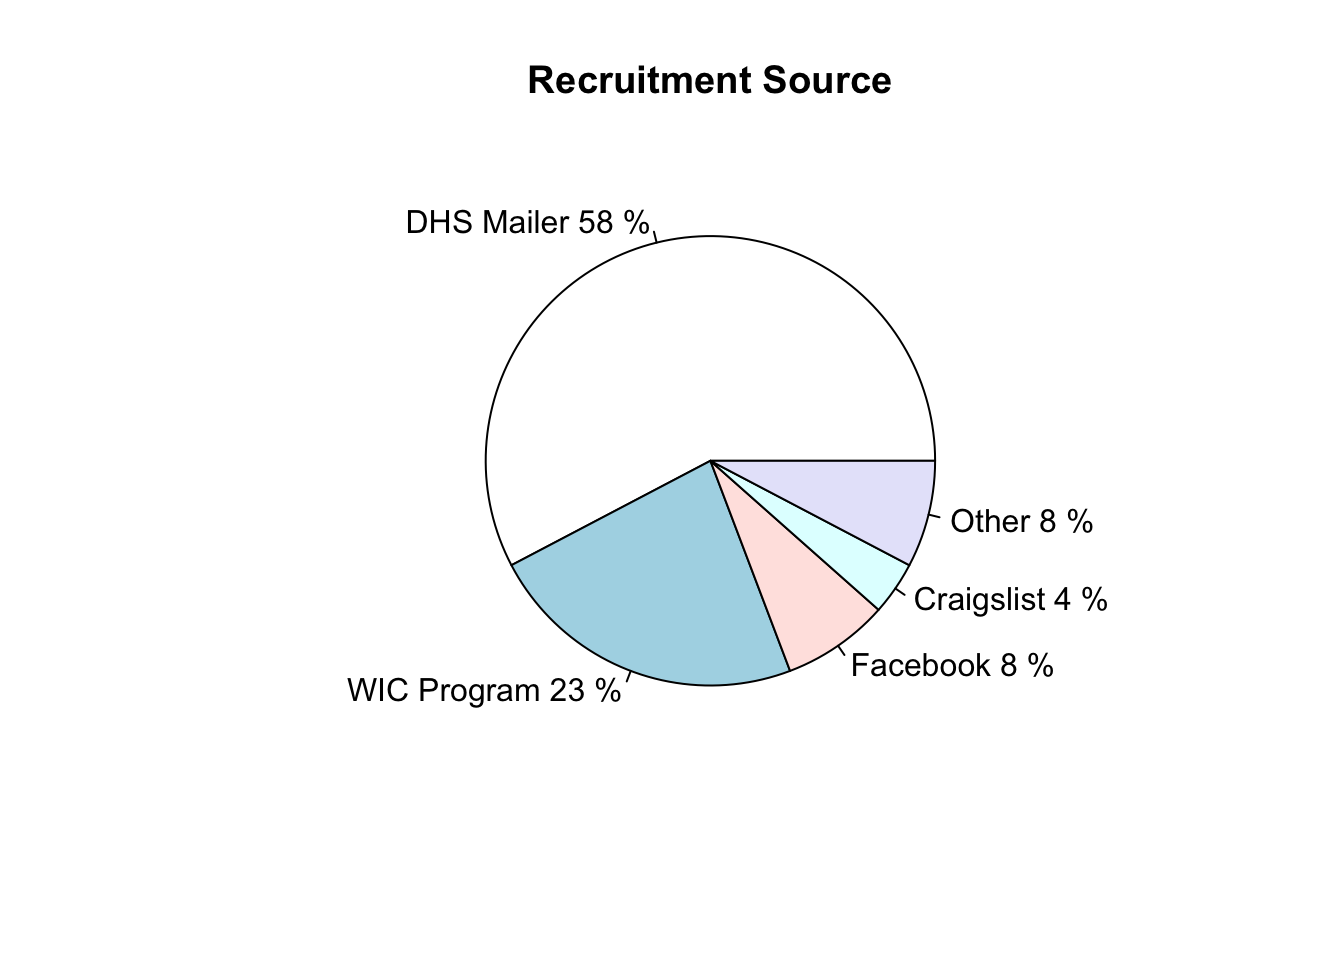 Recruitment Source
DHS Mailer 58 %
Other 8 %
Craigslist 4 %
Facebook 8 %
WIC Program 23 %